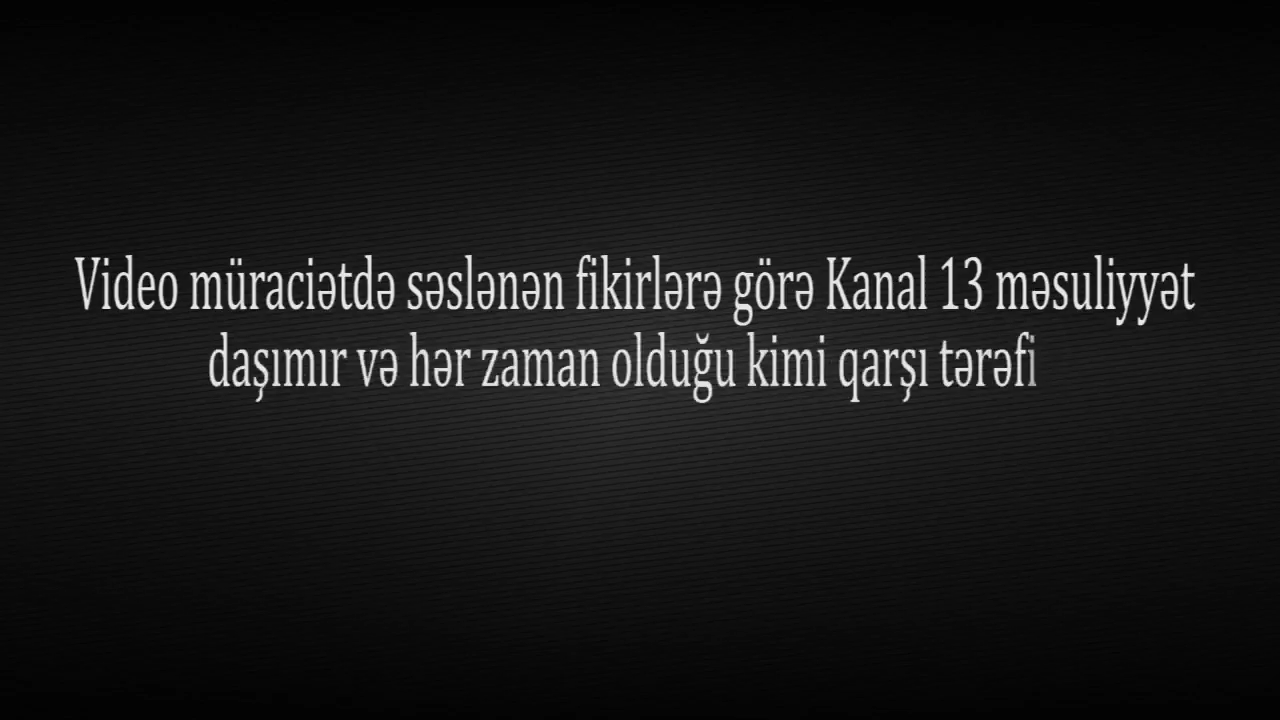 Video müraciətdə səslənən fikirlərə görə Kanal 13 məsuliyyət
daşımır və hər zaman olduğu kimi qarşı tərəfi